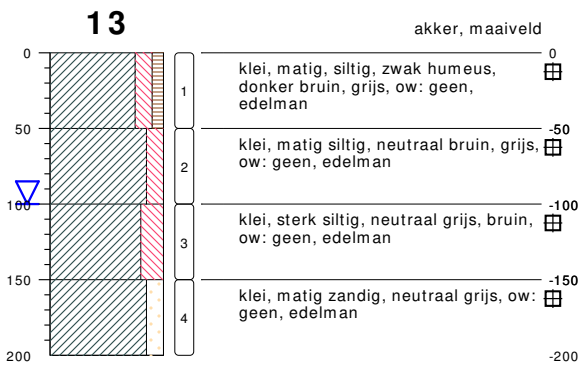 13
akker, maaiveld
0
0
klei, matig, siltig, zwak humeus,
donker bruin, grijs, ow: geen,
edelman
1
50
-50
klei, matig siltig, neutraal bruin, grijs,
ow: geen, edelman
2
100
-100
klei, sterk siltig, neutraal grijs, bruin,
ow: geen, edelman
3
150
-150
klei, matig zandig, neutraal grijs, ow:
geen, edelman
4
200
-200